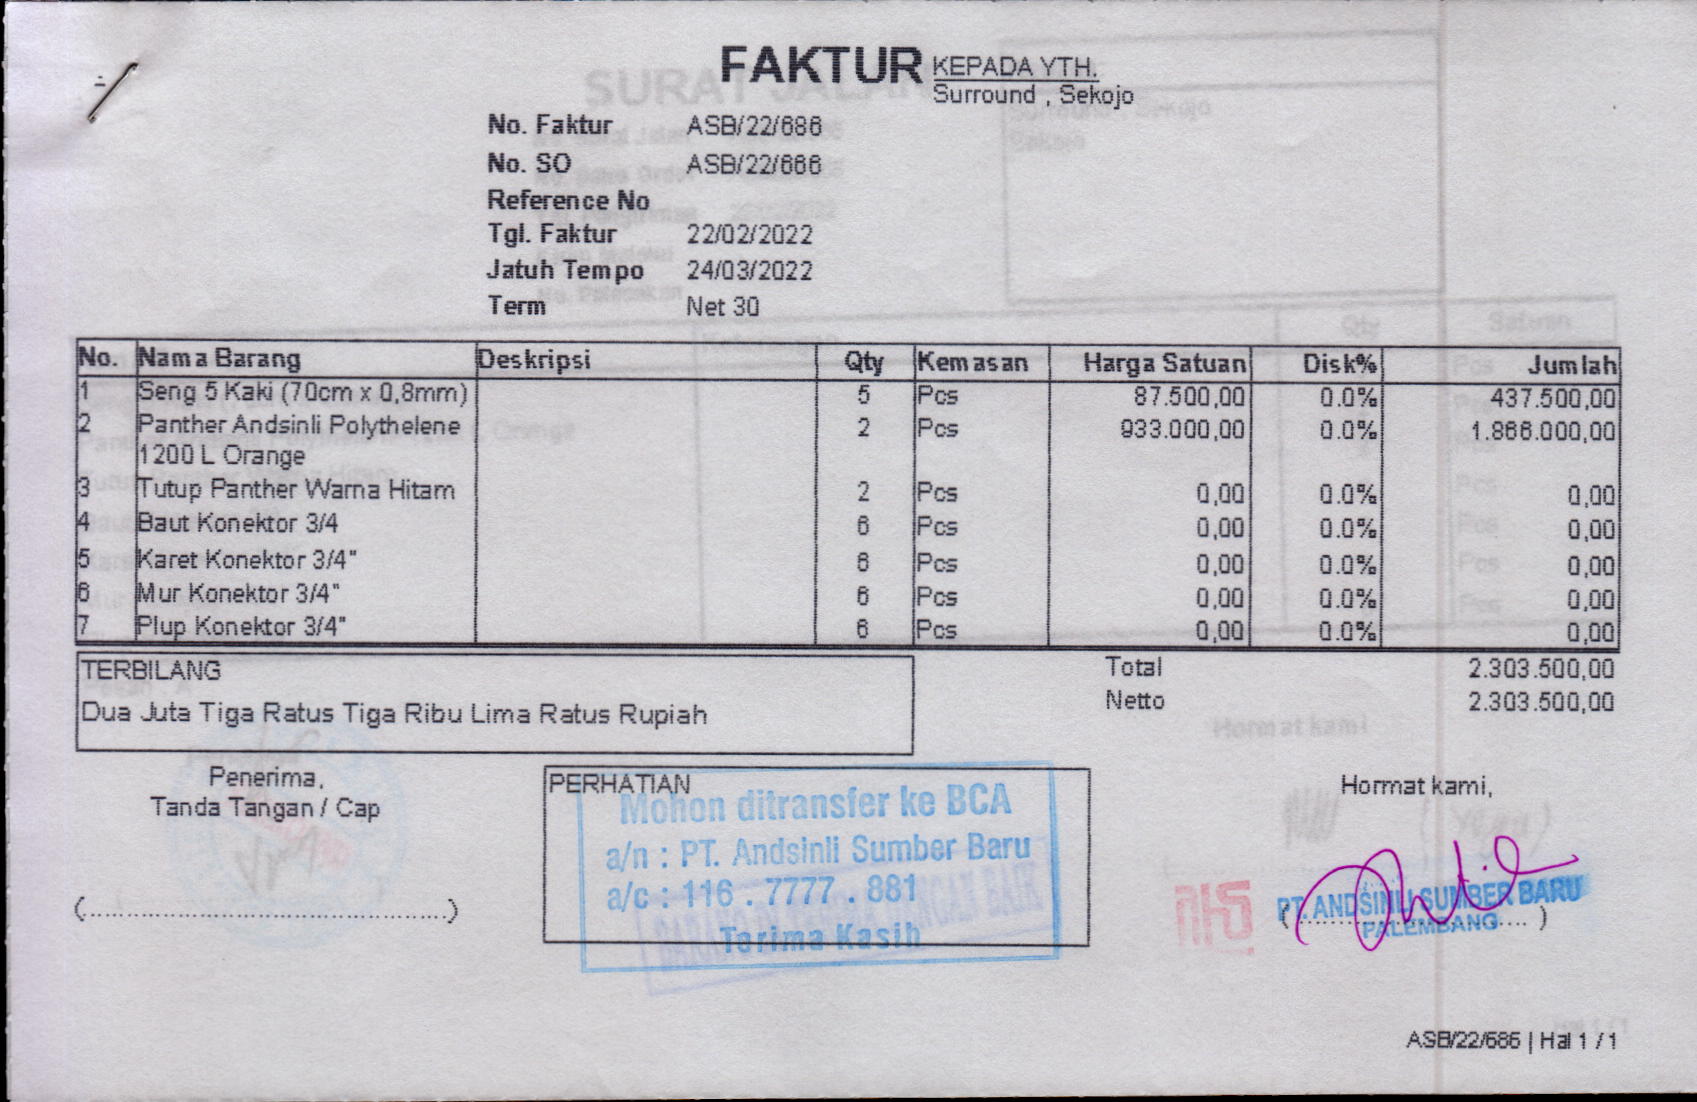 FAKTUR
KEPADA YTH.
Surround , Sekojo
No. Faktur ASB/22/686
No. SO ASB/22/666
Reference No
Tgl. Faktur 22/02/2022
Jatuh Tempo 24/03/2022
Term Net 30
No. Nama Barang Deskripsi Qty Kemasan Harga Satuan Disk% Jumlah
1 Seng 5 Kaki (70cm x 0,8mm) 5 Pcs 87.500,00 0.0% 437.500,00
2 Panther Andsinli Polythelene 2 Pcs 933.000,00 0.0% 1.866.000,00
1200 L Orange
3 Tutup Panther Warna Hitam 2 Pcs 0,00 0.0% 0,00
4 Baut Konektor 3/4 6 Pcs 0,00 0.0% 0,00
5 Karet Konektor 3/4" 6 Pcs 0,00 0.0% 0,00
6 Mur Konektor 3/4" 6 Pcs 0,00 0.0% 0,00
7 Plup Konektor 3/4" 6 Pcs 0,00 0.0% 0,00
TERBILANG
Dua Juta Tiga Ratus Tiga Ribu Lima Ratus Rupiah
Total 2.303.500,00
Netto 2.303.500,00
Penerima,
Tanda Tangan / Cap
(................................................)
PERHATIAN
Mohon ditransfer ke BCA
a/n : PT. Andsinli Sumber Baru
a/c : 116 . 7777 . 881
Terima Kasih
Hormat kami,
PT. ANDSINLI SUMBER BARU
PALEMBANG
ASB/22/686 | Hal 1 / 1